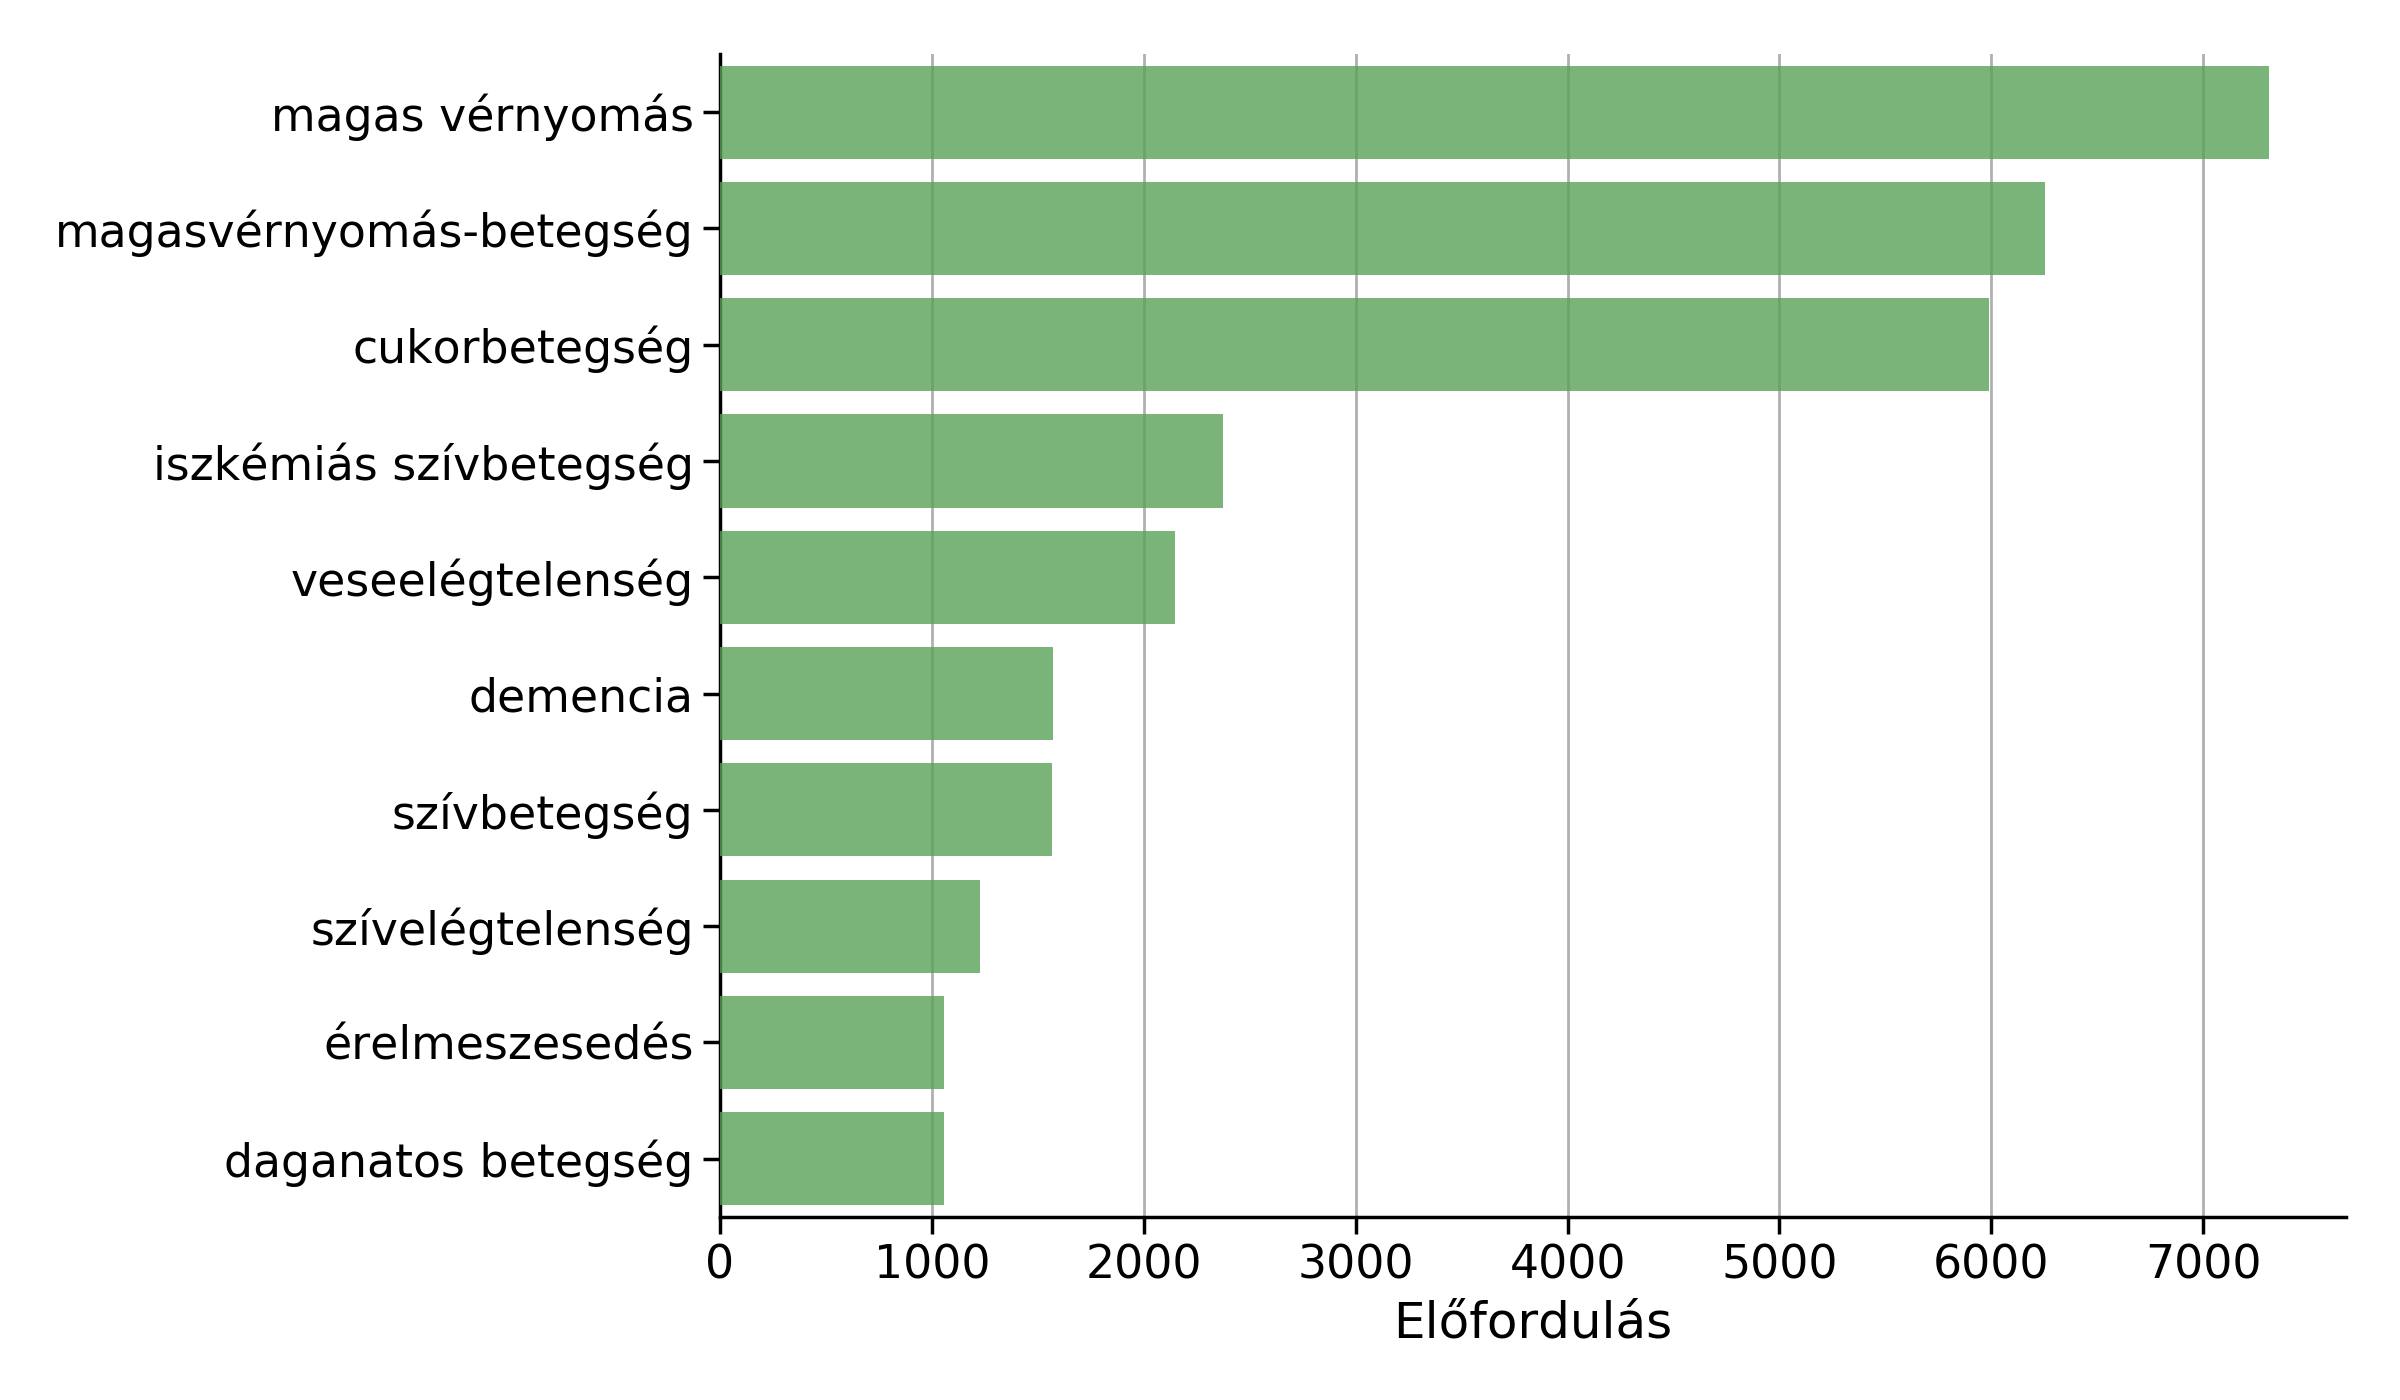 magas vérnyomás
magasvérnyomás-betegség
cukorbetegség
iszkémiás szívbetegség
veseelégtelenség
demencia
szívbetegség
szívelégtelenség
érelmeszesedés
daganatos betegség
0 1000 2000 3000 4000 5000 6000 7000
Előfordulás